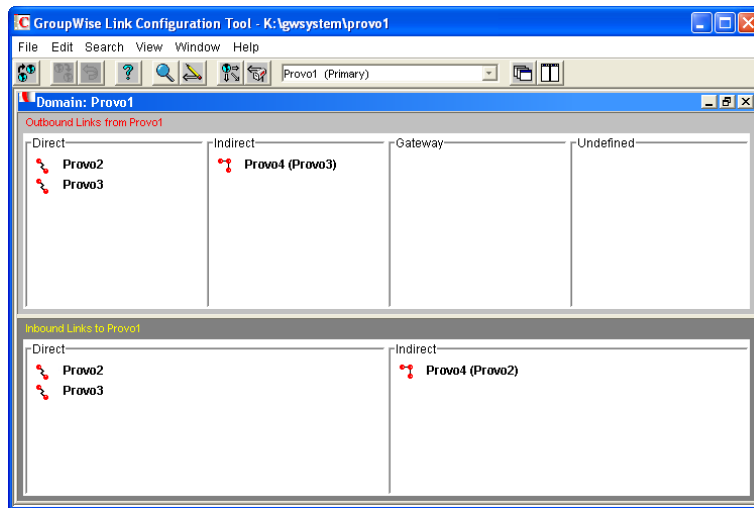 GroupWise Link Configuration Tool - K:\gwsystem\provo1
File Edit Search View Window Help
Provo1 (Primary)
Domain: Provo1
Outbound Links from Provo1
Direct Indirect Gateway Undefined
Provo2 Provo4 (Provo3)
Provo3
Inbound Links to Provo1
Direct Indirect
Provo2 Provo4 (Provo2)
Provo3